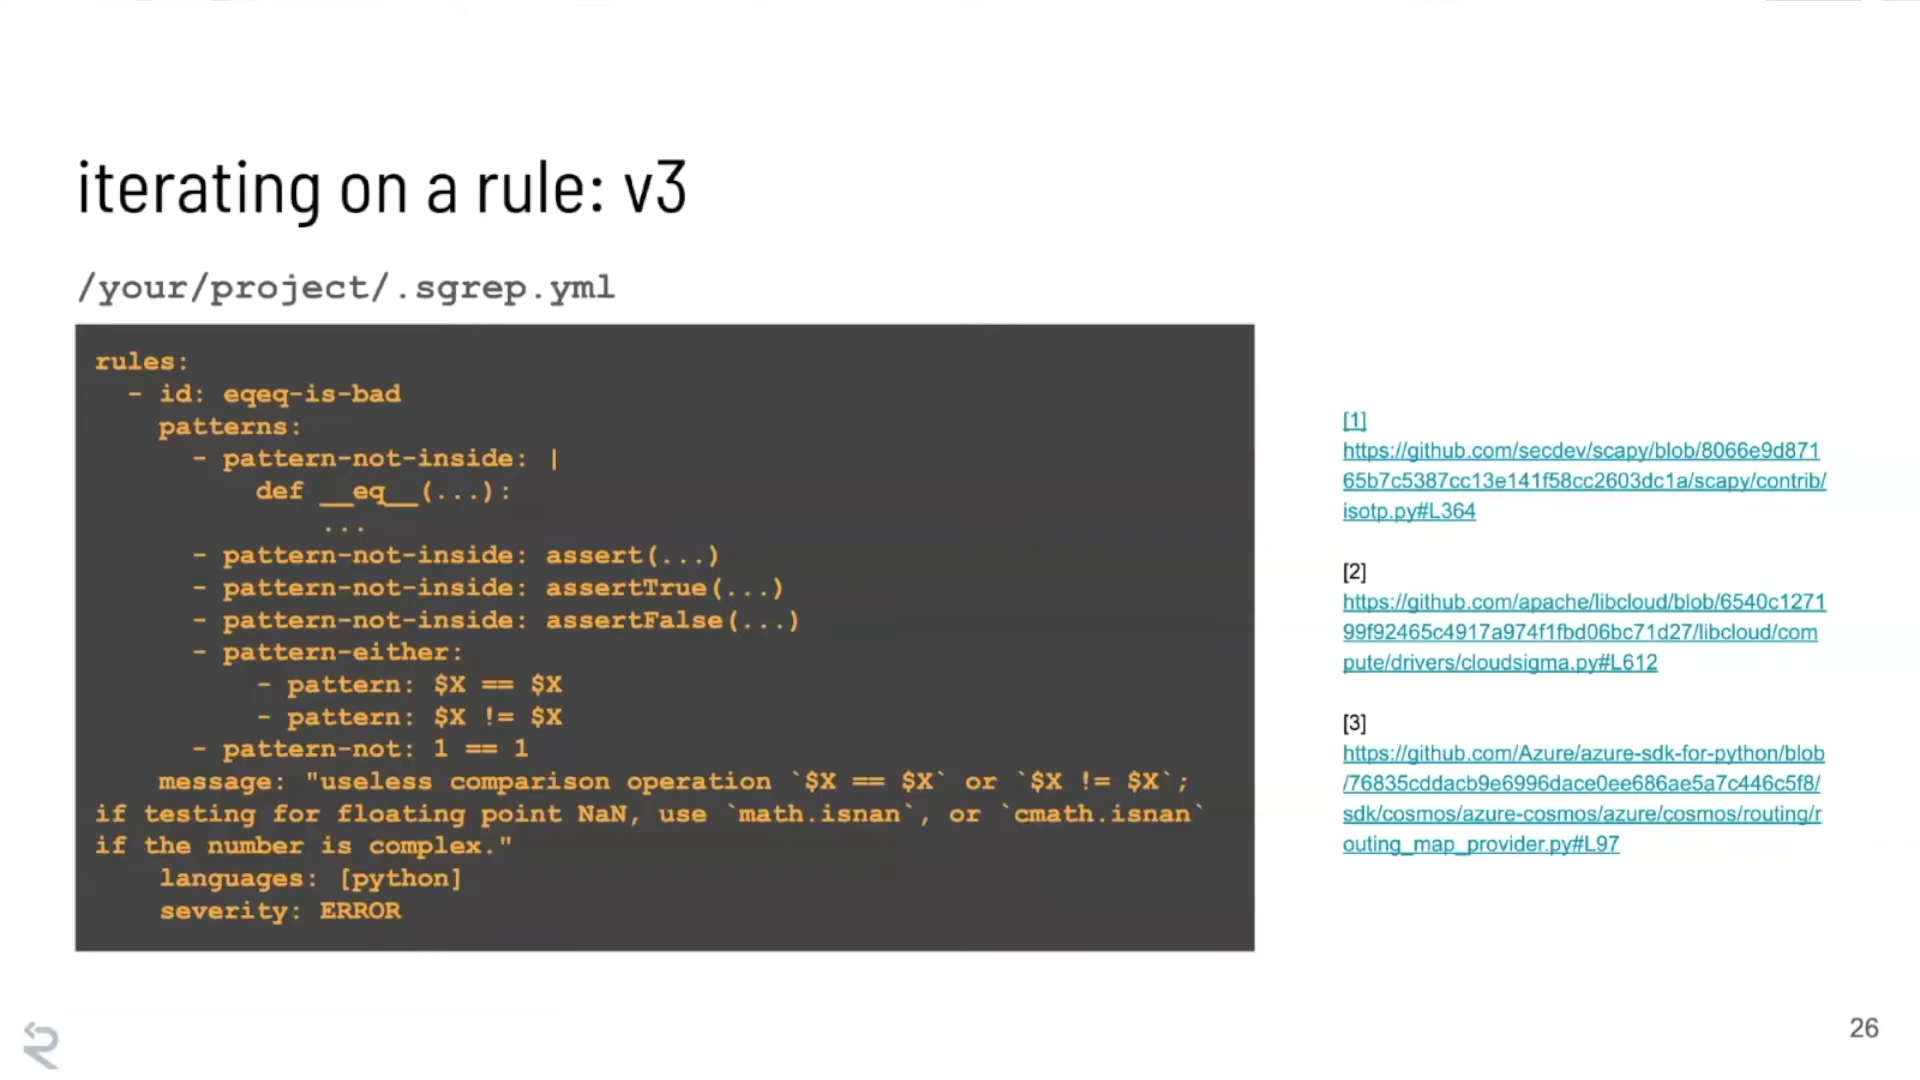 iterating on a rule: v3
/your/project/.sgrep.yml
rules:
  - id: eqeq-is-bad
    patterns:
      - pattern-not-inside: |
          def __eq__(...):
              ...
      - pattern-not-inside: assert(...)
      - pattern-not-inside: assertTrue(...)
      - pattern-not-inside: assertFalse(...)
      - pattern-either:
          - pattern: $X == $X
          - pattern: $X != $X
      - pattern-not: 1 == 1
    message: "useless comparison operation `$X == $X` or `$X != $X`;
if testing for floating point NaN, use `math.isnan`, or `cmath.isnan`
if the number is complex."
    languages: [python]
    severity: ERROR
[1]
https://github.com/secdev/scapy/blob/8066e9d871
65b7c5387cc13e141f58cc2603dc1a/scapy/contrib/
isotp.py#L364
[2]
https://github.com/apache/libcloud/blob/6540c1271
99f92465c4917a974f1fbd06bc71d27/libcloud/com
pute/drivers/cloudsigma.py#L612
[3]
https://github.com/Azure/azure-sdk-for-python/blob
/76835cddacb9e6996dace0ee686ae5a7c446c5f8/
sdk/cosmos/azure-cosmos/azure/cosmos/routing/r
outing_map_provider.py#L97
26